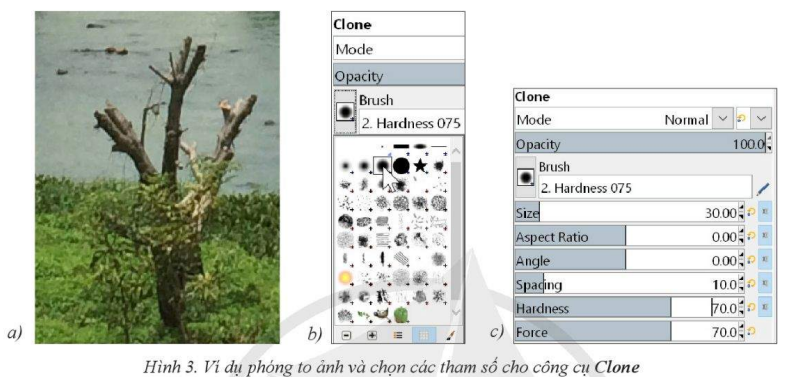 Clone
Mode
Opacity
Brush
2. Hardness 075
Clone
Mode Normal
Opacity 100.0
Brush
2. Hardness 075
Size 30.00
Aspect Ratio 0.00
Angle 0.00
Spacing 10.0
Hardness 70.0
Force 70.0
a) b) c)
Hình 3. Ví dụ phóng to ảnh và chọn các tham số cho công cụ Clone